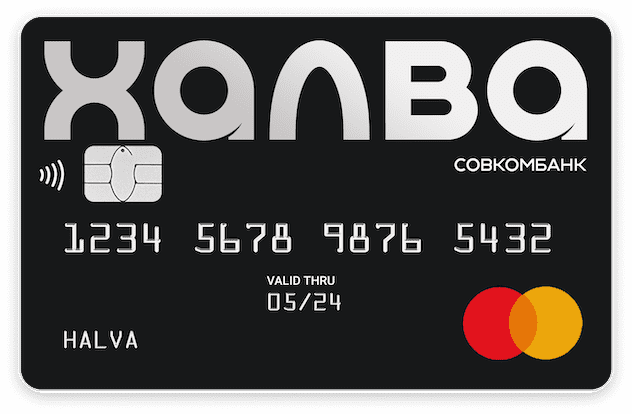 ХАЛВА
СОВКОМБАНК
1234 5678 9876 5432
VALID THRU
05/24
HALVA